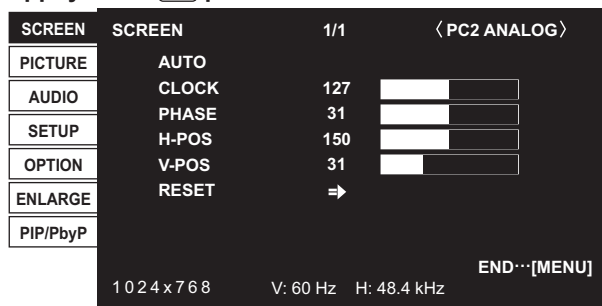 SCREEN
PICTURE
AUDIO
SETUP
OPTION
ENLARGE
PIP/PbyP
SCREEN 1/1 〈PC2 ANALOG〉
AUTO
CLOCK 127
PHASE 31
H-POS 150
V-POS 31
RESET
END···[MENU]
1024x768 V: 60 Hz H: 48.4 kHz